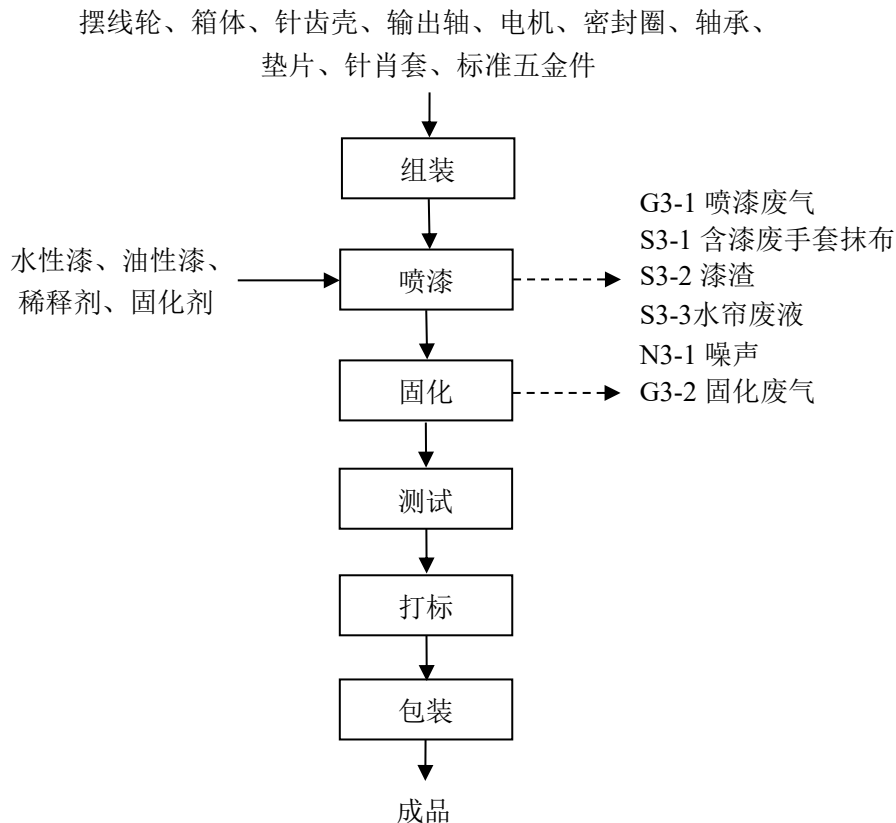 摆线轮、箱体、针齿壳、输出轴、电机、密封圈、轴承、
垫片、针肖套、标准五金件
组装
水性漆、油性漆、
稀释剂、固化剂
喷漆
G3-1 喷漆废气
S3-1 含漆废手套抹布
S3-2 漆渣
S3-3水帘废液
N3-1 噪声
固化
G3-2 固化废气
测试
打标
包装
成品